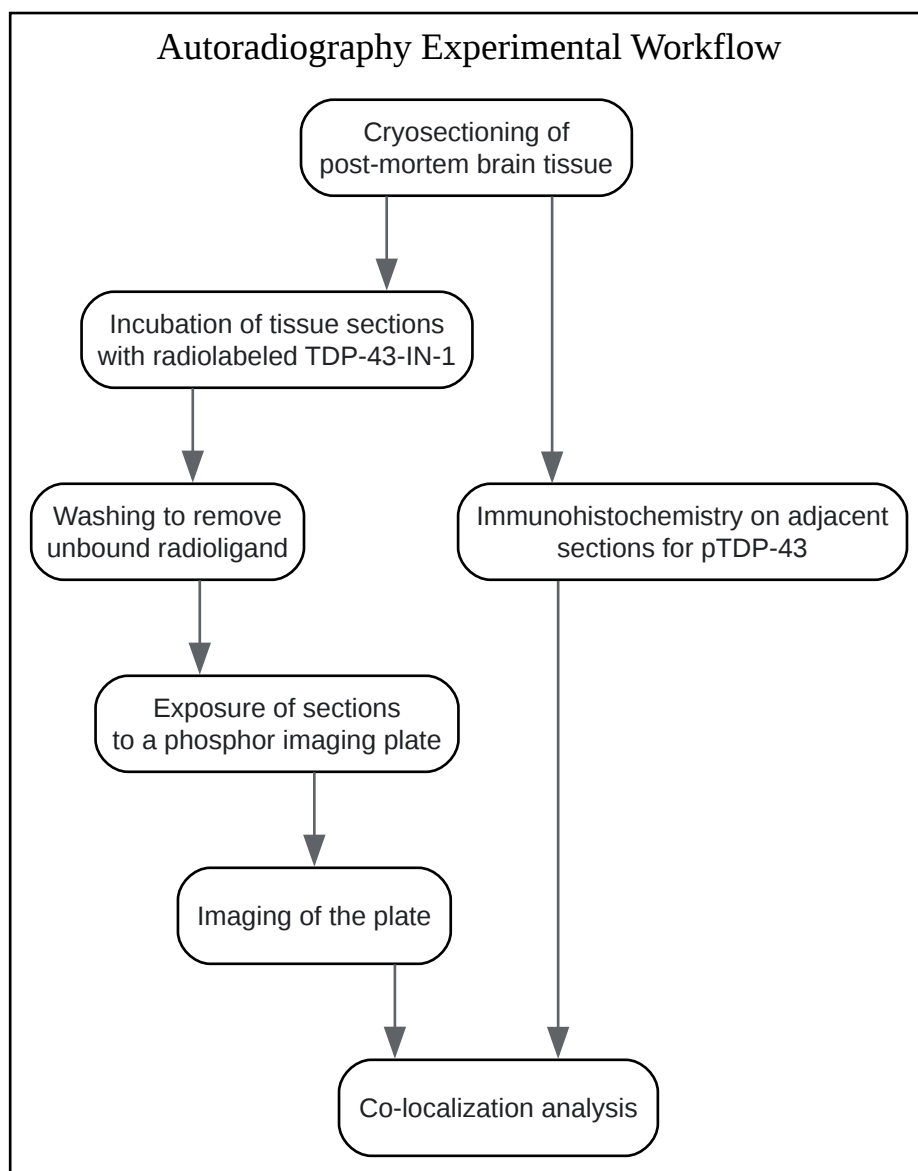 Autoradiography Experimental Workflow
Cryosectioning of
post-mortem brain tissue
Incubation of tissue sections
with radiolabeled TDP-43-IN-1
Washing to remove
unbound radioligand
Immunohistochemistry on adjacent
sections for pTDP-43
Exposure of sections
to a phosphor imaging plate
Imaging of the plate
Co-localization analysis